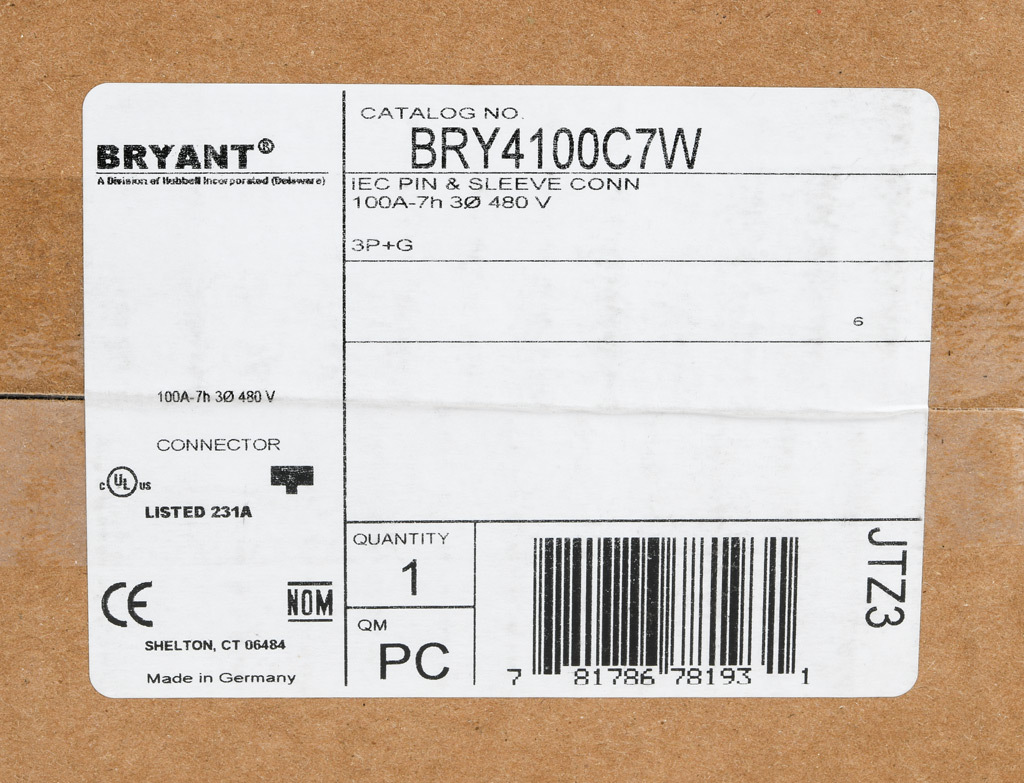 BRYANT®
A Division of Hubbell Incorporated (Delaware)
100A-7h 3Ø 480 V
CONNECTOR
c UL US
LISTED 231A
CE
NOM
SHELTON, CT 06484
Made in Germany
CATALOG NO.
BRY4100C7W
IEC PIN & SLEEVE CONN
100A-7h 3Ø 480 V
3P+G
6
QUANTITY
1
QM
PC
7 81786 78193 1
JTZ3